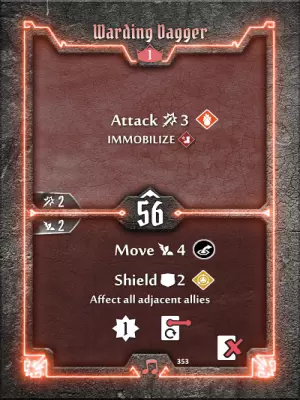 Warding Dagger
1
Attack 3
IMMOBILIZE
2
56
2
Move 4
Shield 2
Affect all adjacent allies
1
353